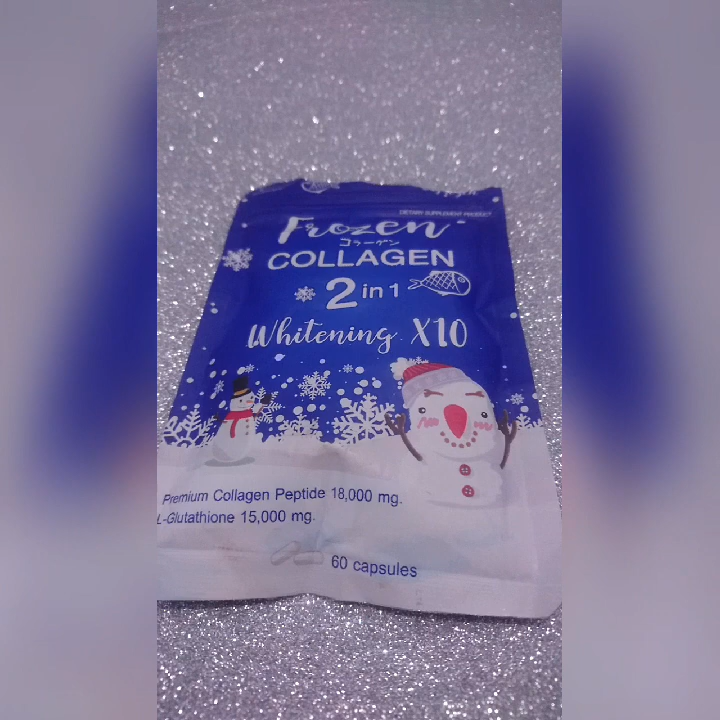 DIETARY SUPPLEMENT PRODUCT
Frozen
コラーゲン
COLLAGEN
2 in 1
Whitening X10
Premium Collagen Peptide 18,000 mg.
L-Glutathione 15,000 mg.
60 capsules